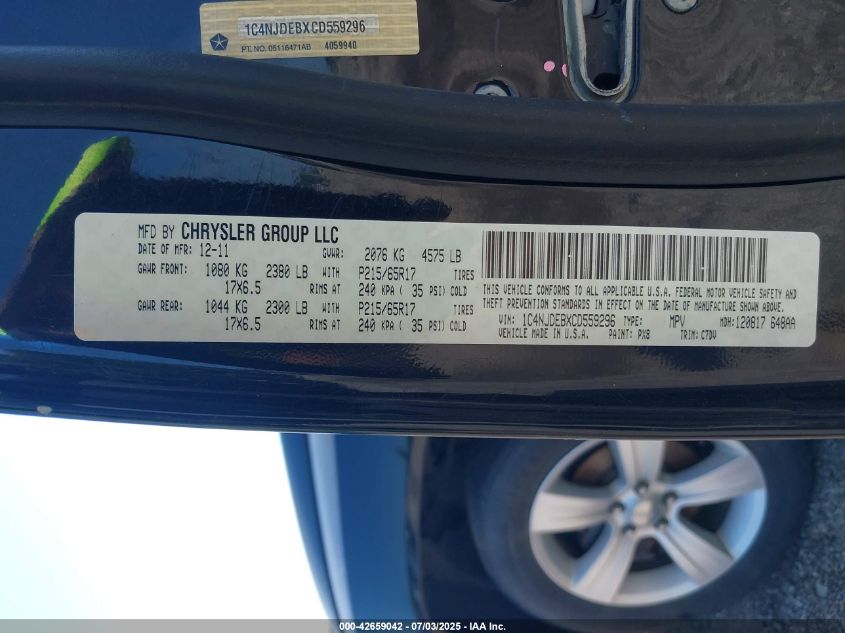 1C4NJDEBXCD559296
PT. NO. 05116471AB 4059940
MFD BY CHRYSLER GROUP LLC
DATE OF MFR: 12-11 GVWR: 2076 KG 4575 LB
GAWR FRONT: 1080 KG 2380 LB WITH P215/65R17 TIRES
17X6.5 RIMS AT 240 KPA ( 35 PSI) COLD
GAWR REAR: 1044 KG 2300 LB WITH P215/65R17 TIRES
17X6.5 RIMS AT 240 KPA ( 35 PSI) COLD
THIS VEHICLE CONFORMS TO ALL APPLICABLE U.S.A. FEDERAL MOTOR VEHICLE SAFETY AND
THEFT PREVENTION STANDARDS IN EFFECT ON THE DATE OF MANUFACTURE SHOWN ABOVE.
VIN: 1C4NJDEBXCD559296 TYPE: MPV MDH: 120817 648AA
VEHICLE MADE IN U.S.A. PAINT: PX8 TRIM: C7DV
000-42659042 - 07/03/2025 - IAA Inc.